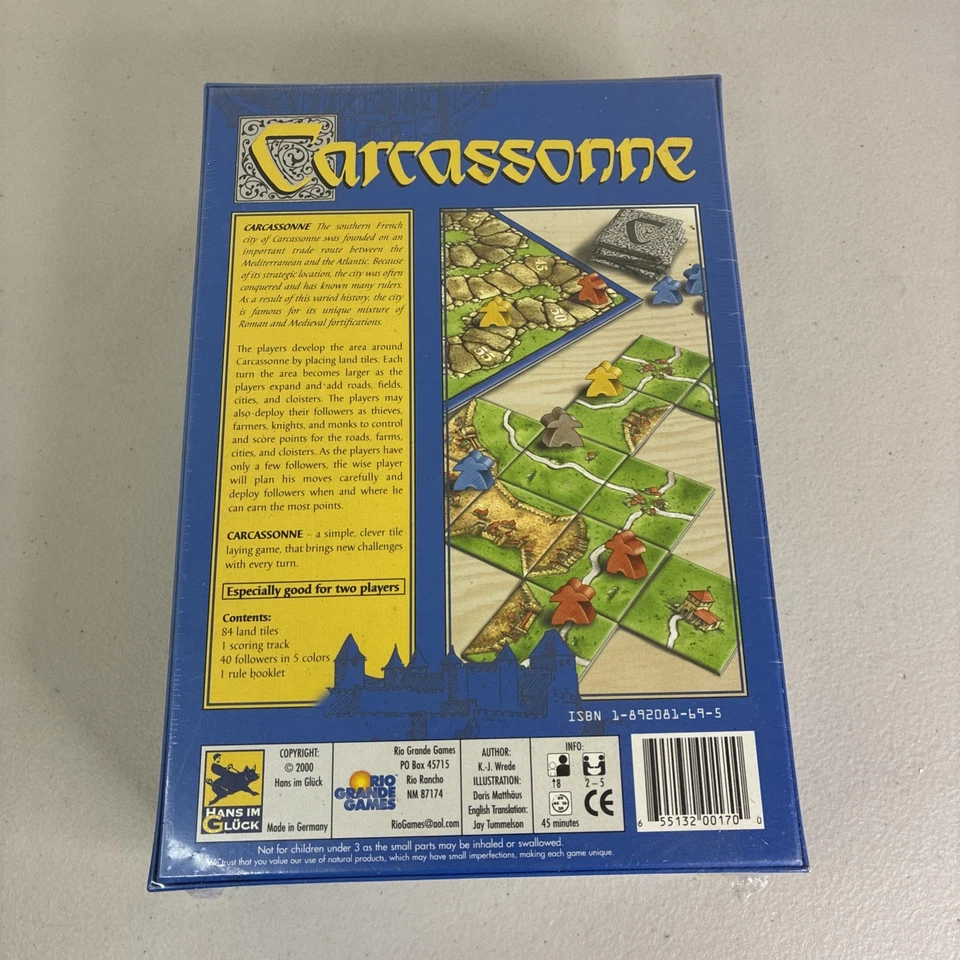 Carcassonne
CARCASSONNE The southern French
city of Carcassonne was founded on an
important trade route between the
Mediterranean and the Atlantic. Because
of its strategic location, the city was often
conquered and has known many rulers.
As a result of this varied history, the city
is famous for its unique mixture of
Roman and Medieval fortifications.
The players develop the area around
Carcassonne by placing land tiles. Each
turn the area becomes larger as the
players expand and add roads, fields,
cities, and cloisters. The players may
also deploy their followers as thieves,
farmers, knights, and monks to control
and score points for the roads, farms,
cities, and cloisters. As the players have
only a few followers, the wise player
will plan his moves carefully and
deploy followers when and where he
can earn the most points.
CARCASSONNE – a simple, clever tile
laying game, that brings new challenges
with every turn.
Especially good for two players
Contents:
84 land tiles
1 scoring track
40 followers in 5 colors
1 rule booklet
C
50
ISBN 1-892081-69-5
HANS IM
GLÜCK
COPYRIGHT:
© 2000
Hans im Glück
Made in Germany
RIO
GRANDE
GAMES
Rio Grande Games
PO Box 45715
Rio Rancho
NM 87174
RioGames@aol.com
AUTHOR:
K.-J. Wrede
ILLUSTRATION:
Doris Matthäus
English Translation:
Jay Tummelson
INFO:
2 – 5
CE
45 minutes
6 55132 00170 0
Not for children under 3 as the small parts may be inhaled or swallowed.
We trust that you value our use of natural products, which may have small imperfections, making each game unique.